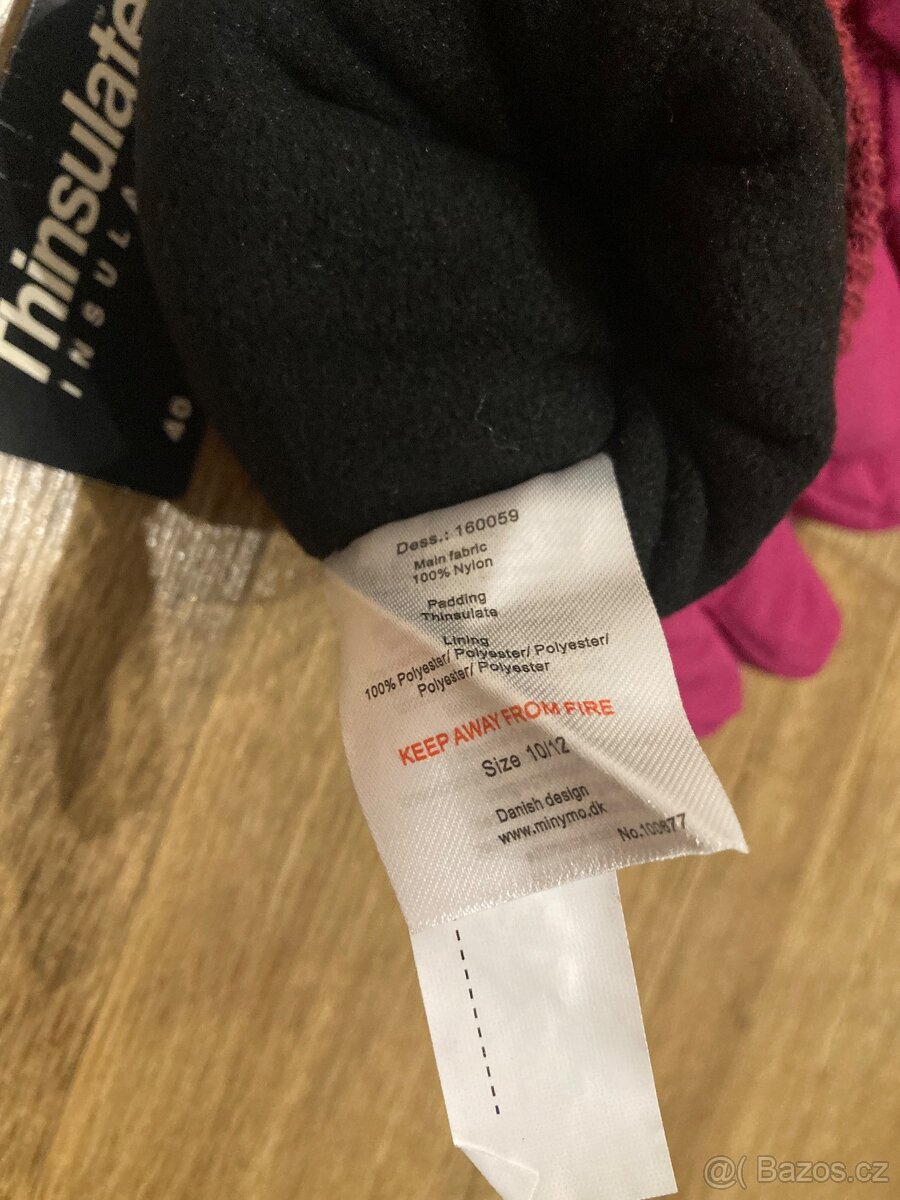 Thinsulate
INSULA
40
Dess.: 160059
Main fabric
100% Nylon
Padding
Thinsulate
Lining
100% Polyester/ Polyester/ Polyester/
Polyester/ Polyester
KEEP AWAY FROM FIRE
Size 10/12
Danish design
www.minymo.dk
No.100877
@( Bazos.cz